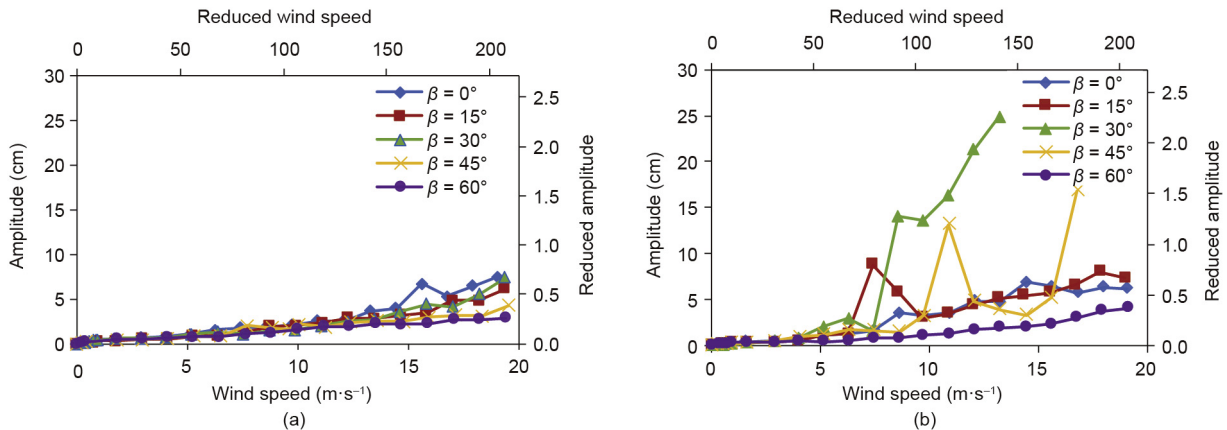 Reduced wind speed
0 50 100 150 200
30
25
20
15
10
5
0
Amplitude (cm)
β = 0°
β = 15°
β = 30°
β = 45°
β = 60°
2.5
2.0
1.5
1.0
0.5
0.0
Reduced amplitude
0 5 10 15 20
Wind speed (m·s⁻¹)
(a)
Reduced wind speed
0 50 100 150 200
30
25
20
15
10
5
0
Amplitude (cm)
β = 0°
β = 15°
β = 30°
β = 45°
β = 60°
2.5
2.0
1.5
1.0
0.5
0.0
Reduced amplitude
0 5 10 15 20
Wind speed (m·s⁻¹)
(b)